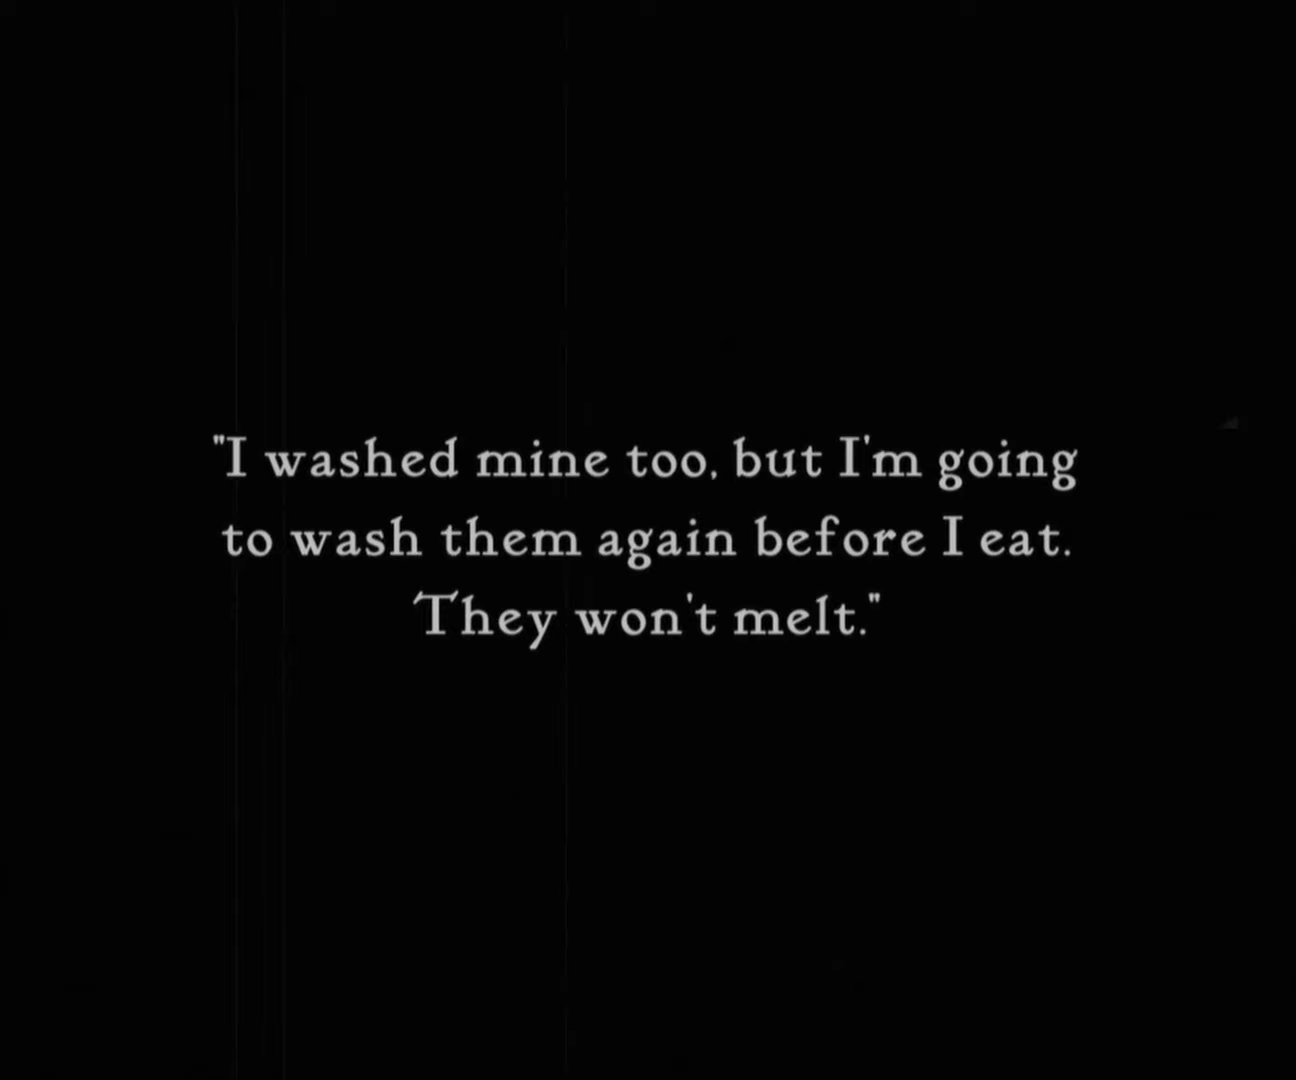 "I washed mine too, but I'm going
to wash them again before I eat.
They won't melt."